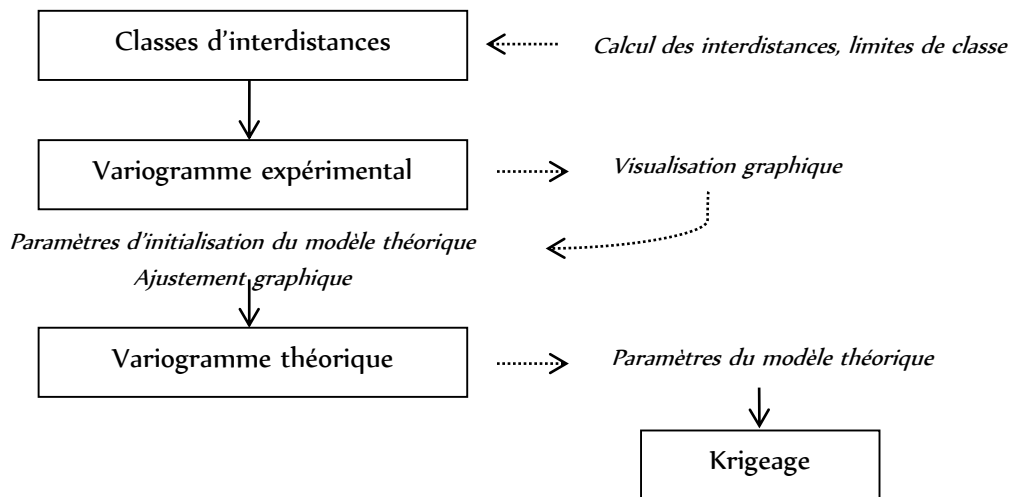 Classes d'interdistances
Calcul des interdistances, limites de classe
Variogramme expérimental
Visualisation graphique
Paramètres d'initialisation du modèle théorique
Ajustement graphique
Variogramme théorique
Paramètres du modèle théorique
Krigeage